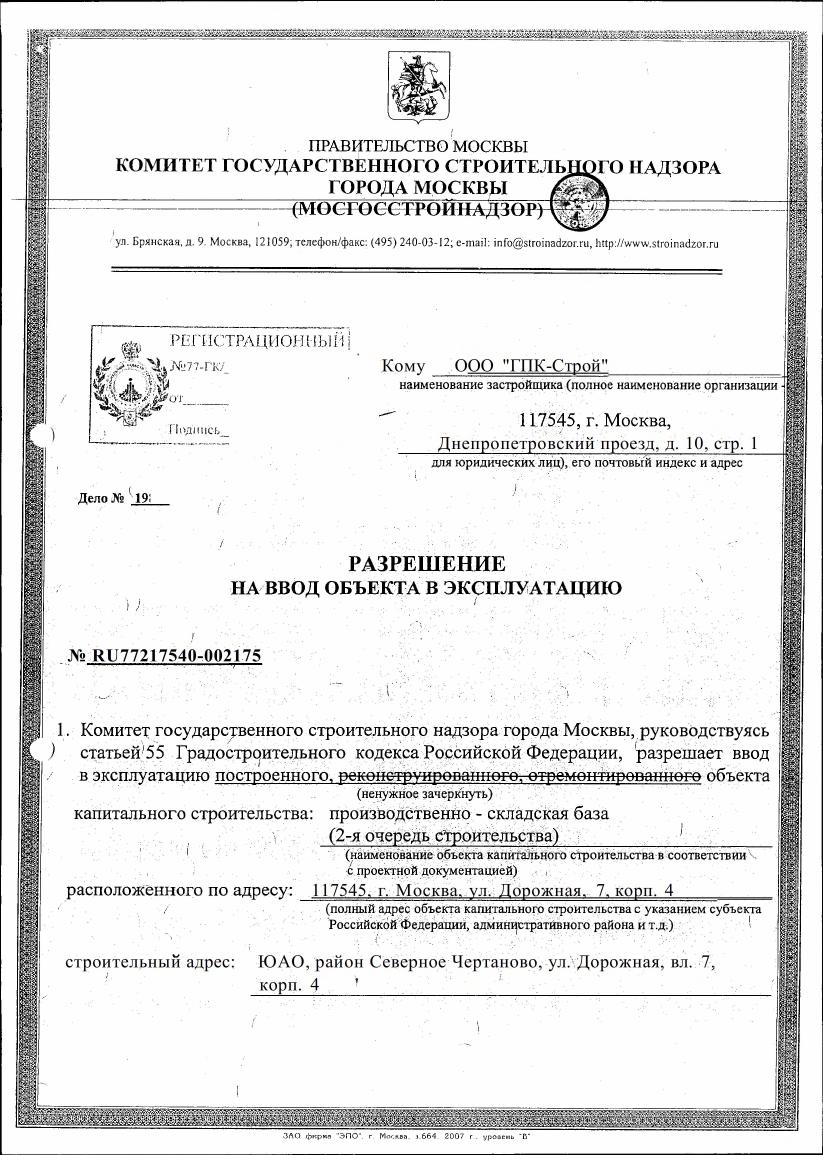 ПРАВИТЕЛЬСТВО МОСКВЫ
КОМИТЕТ ГОСУДАРСТВЕННОГО СТРОИТЕЛЬНОГО НАДЗОРА
ГОРОДА МОСКВЫ
(МОСГОССТРОЙНАДЗОР)
ул. Брянская, д. 9. Москва, 121059; телефон/факс: (495) 240-03-12; e-mail: info@stroinadzor.ru, http://www.stroinadzor.ru
РЕГИСТРАЦИОННЫЙ
№77-ГК/
от
Подпись
Кому ООО "ГПК-Строй"
наименование застройщика (полное наименование организации -
117545, г. Москва,
Днепропетровский проезд, д. 10, стр. 1
для юридических лиц), его почтовый индекс и адрес
Дело № 19
РАЗРЕШЕНИЕ
НА ВВОД ОБЪЕКТА В ЭКСПЛУАТАЦИЮ
№ RU77217540-002175
1. Комитет государственного строительного надзора города Москвы, руководствуясь
статьей 55 Градостроительного кодекса Российской Федерации, разрешает ввод
в эксплуатацию построенного, реконструированного, отремонтированного объекта
(ненужное зачеркнуть)
капитального строительства: производственно - складская база
(2-я очередь строительства)
(наименование объекта капитального строительства в соответствии
с проектной документацией)
расположенного по адресу: 117545, г. Москва, ул. Дорожная, 7, корп. 4
(полный адрес объекта капитального строительства с указанием субъекта
Российской Федерации, административного района и т.д.)
строительный адрес: ЮАО, район Северное Чертаново, ул. Дорожная, вл. 7,
корп. 4
ЗАО фирма "ЭПО", г. Москва, з.664, 2007 г., уровень "В"